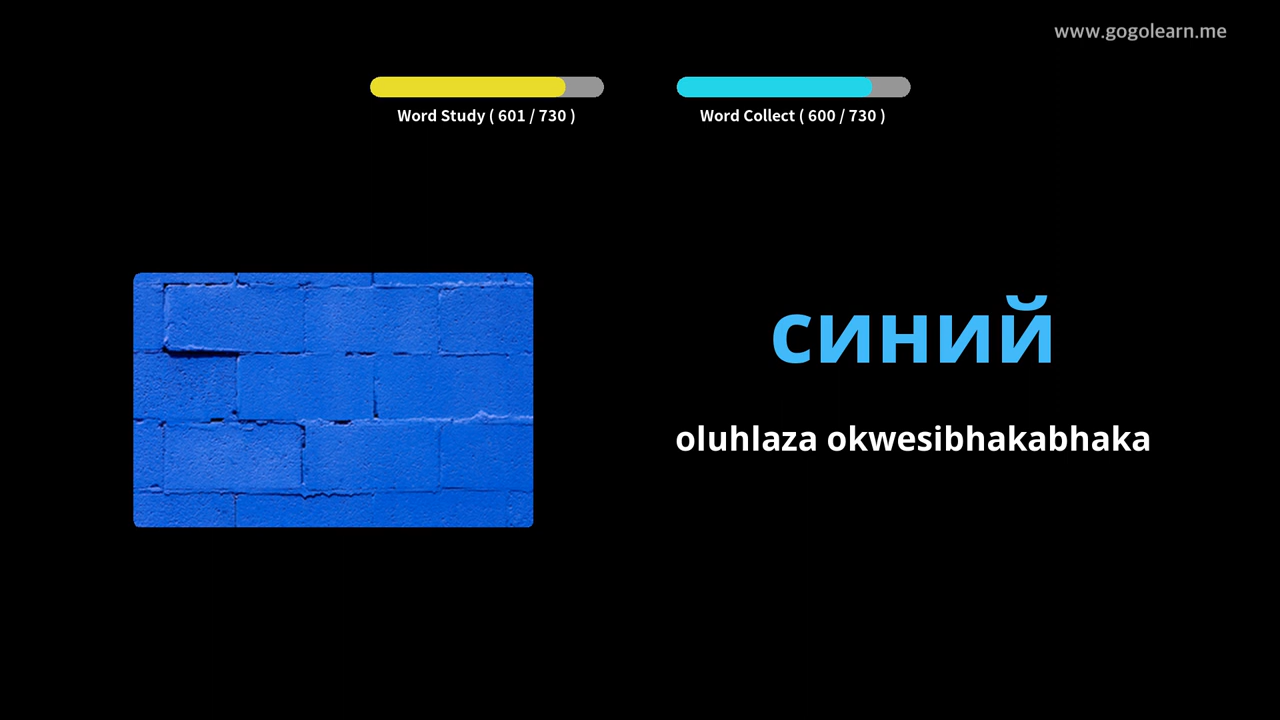 www.gogolearn.me
Word Study ( 601 / 730 )
Word Collect ( 600 / 730 )
синий
oluhlaza okwesibhakabhaka